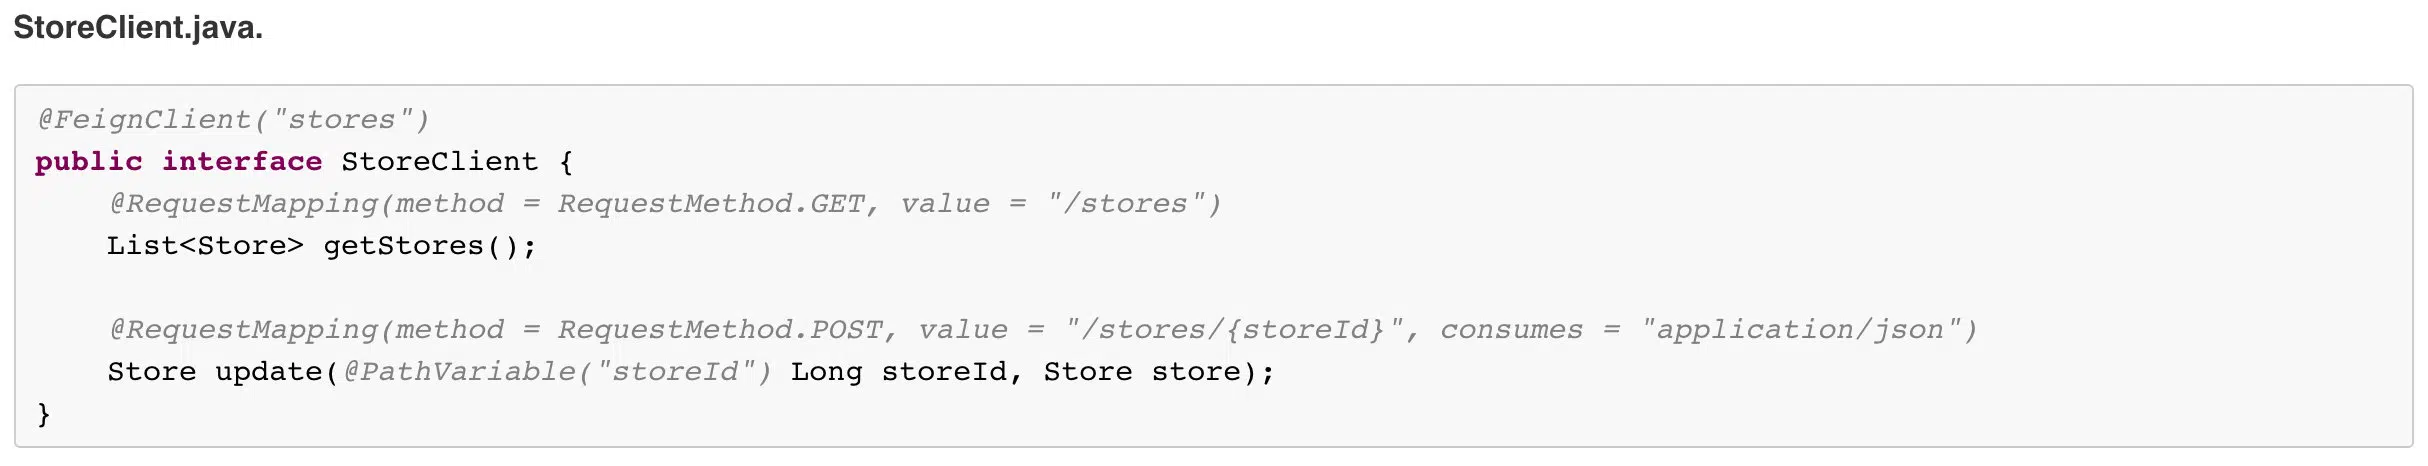 StoreClient.java.
@FeignClient("stores")
public interface StoreClient {
    @RequestMapping(method = RequestMethod.GET, value = "/stores")
    List<Store> getStores();

    @RequestMapping(method = RequestMethod.POST, value = "/stores/{storeId}", consumes = "application/json")
    Store update(@PathVariable("storeId") Long storeId, Store store);
}